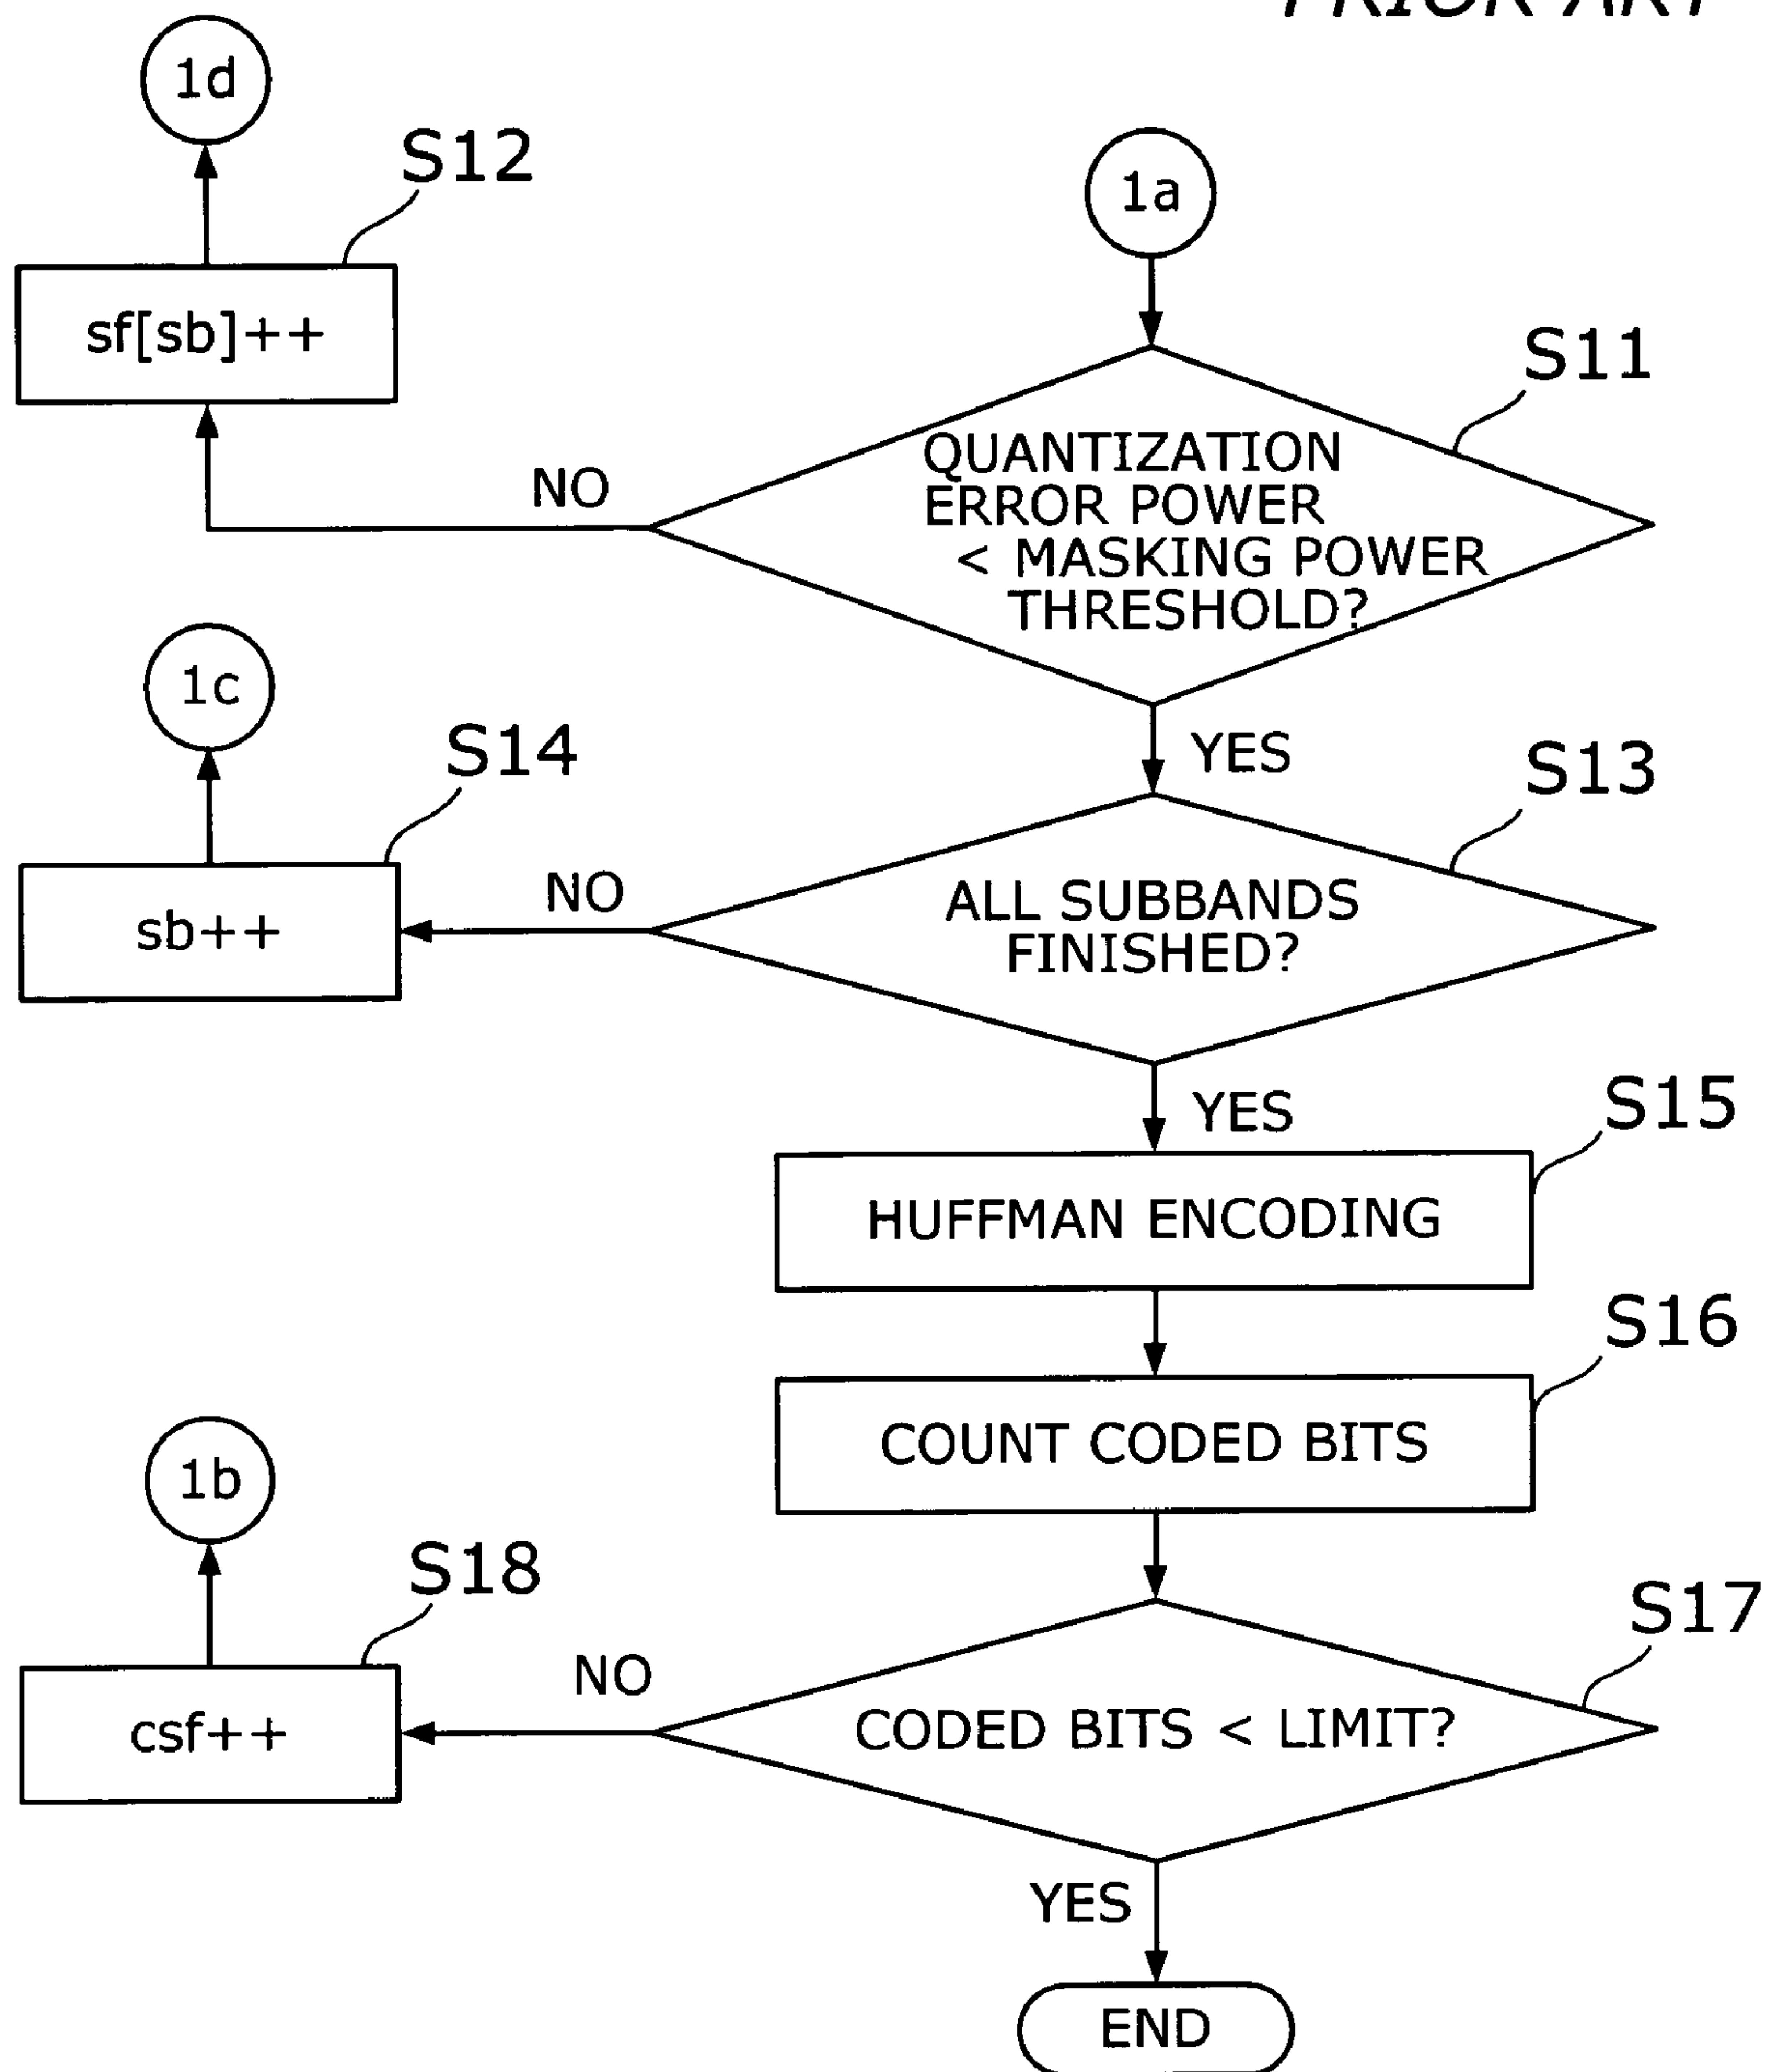 PRIOR ART
1d
S12
1a
sf[sb]++
S11
QUANTIZATION
ERROR POWER
< MASKING POWER
THRESHOLD?
NO
1c
S14
YES
S13
sb++
NO
ALL SUBBANDS
FINISHED?
YES
S15
HUFFMAN ENCODING
S16
COUNT CODED BITS
1b
S18
S17
csf++
NO
CODED BITS < LIMIT?
YES
END